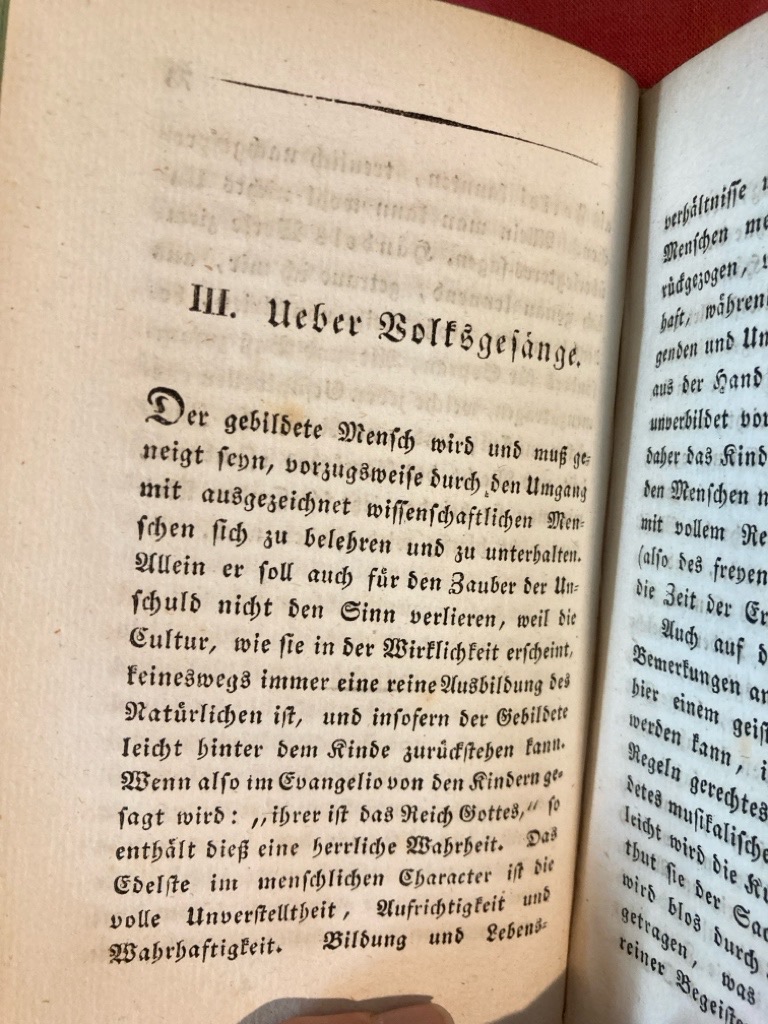 III. Ueber Volksgesänge.
Der gebildete Mensch wird und muß ge-
neigt seyn, vorzugsweise durch den Umgang
mit ausgezeichnet wissenschaftlichen Men-
schen sich zu belehren und zu unterhalten.
Allein er soll auch für den Zauber der Un-
schuld nicht den Sinn verlieren, weil die
Cultur, wie sie in der Wirklichkeit erscheint,
keineswegs immer eine reine Ausbildung des
Natürlichen ist, und insofern der Gebildete
leicht hinter dem Kinde zurückstehen kann.
Wenn also im Evangelio von den Kindern ge-
sagt wird: „ihrer ist das Reich Gottes,“ so
enthält dieß eine herrliche Wahrheit. Das
Edelste im menschlichen Character ist die
volle Unverstelltheit, Aufrichtigkeit und
Wahrhaftigkeit. Bildung und Lebens-
verhältnisse
Menschen
rückgezogen,
haft, während
genden und
aus der Hand
unverbildet
daher das Kind
den Menschen
mit vollem
(also des freyen
die Zeit der
Auch auf
Bemerkungen
hier einem
werden kann,
Regeln gerechtes
detes musikalische
leicht wird die
thut sie der
wird blos durch
getragen, was
reiner